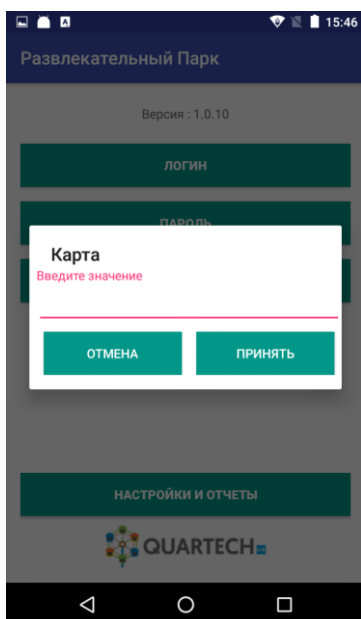 15:46
Развлекательный Парк
Версия : 1.0.10
ЛОГИН
ПАРОЛЬ
Карта
Введите значение
ОТМЕНА
ПРИНЯТЬ
НАСТРОЙКИ И ОТЧЕТЫ
QUARTECH